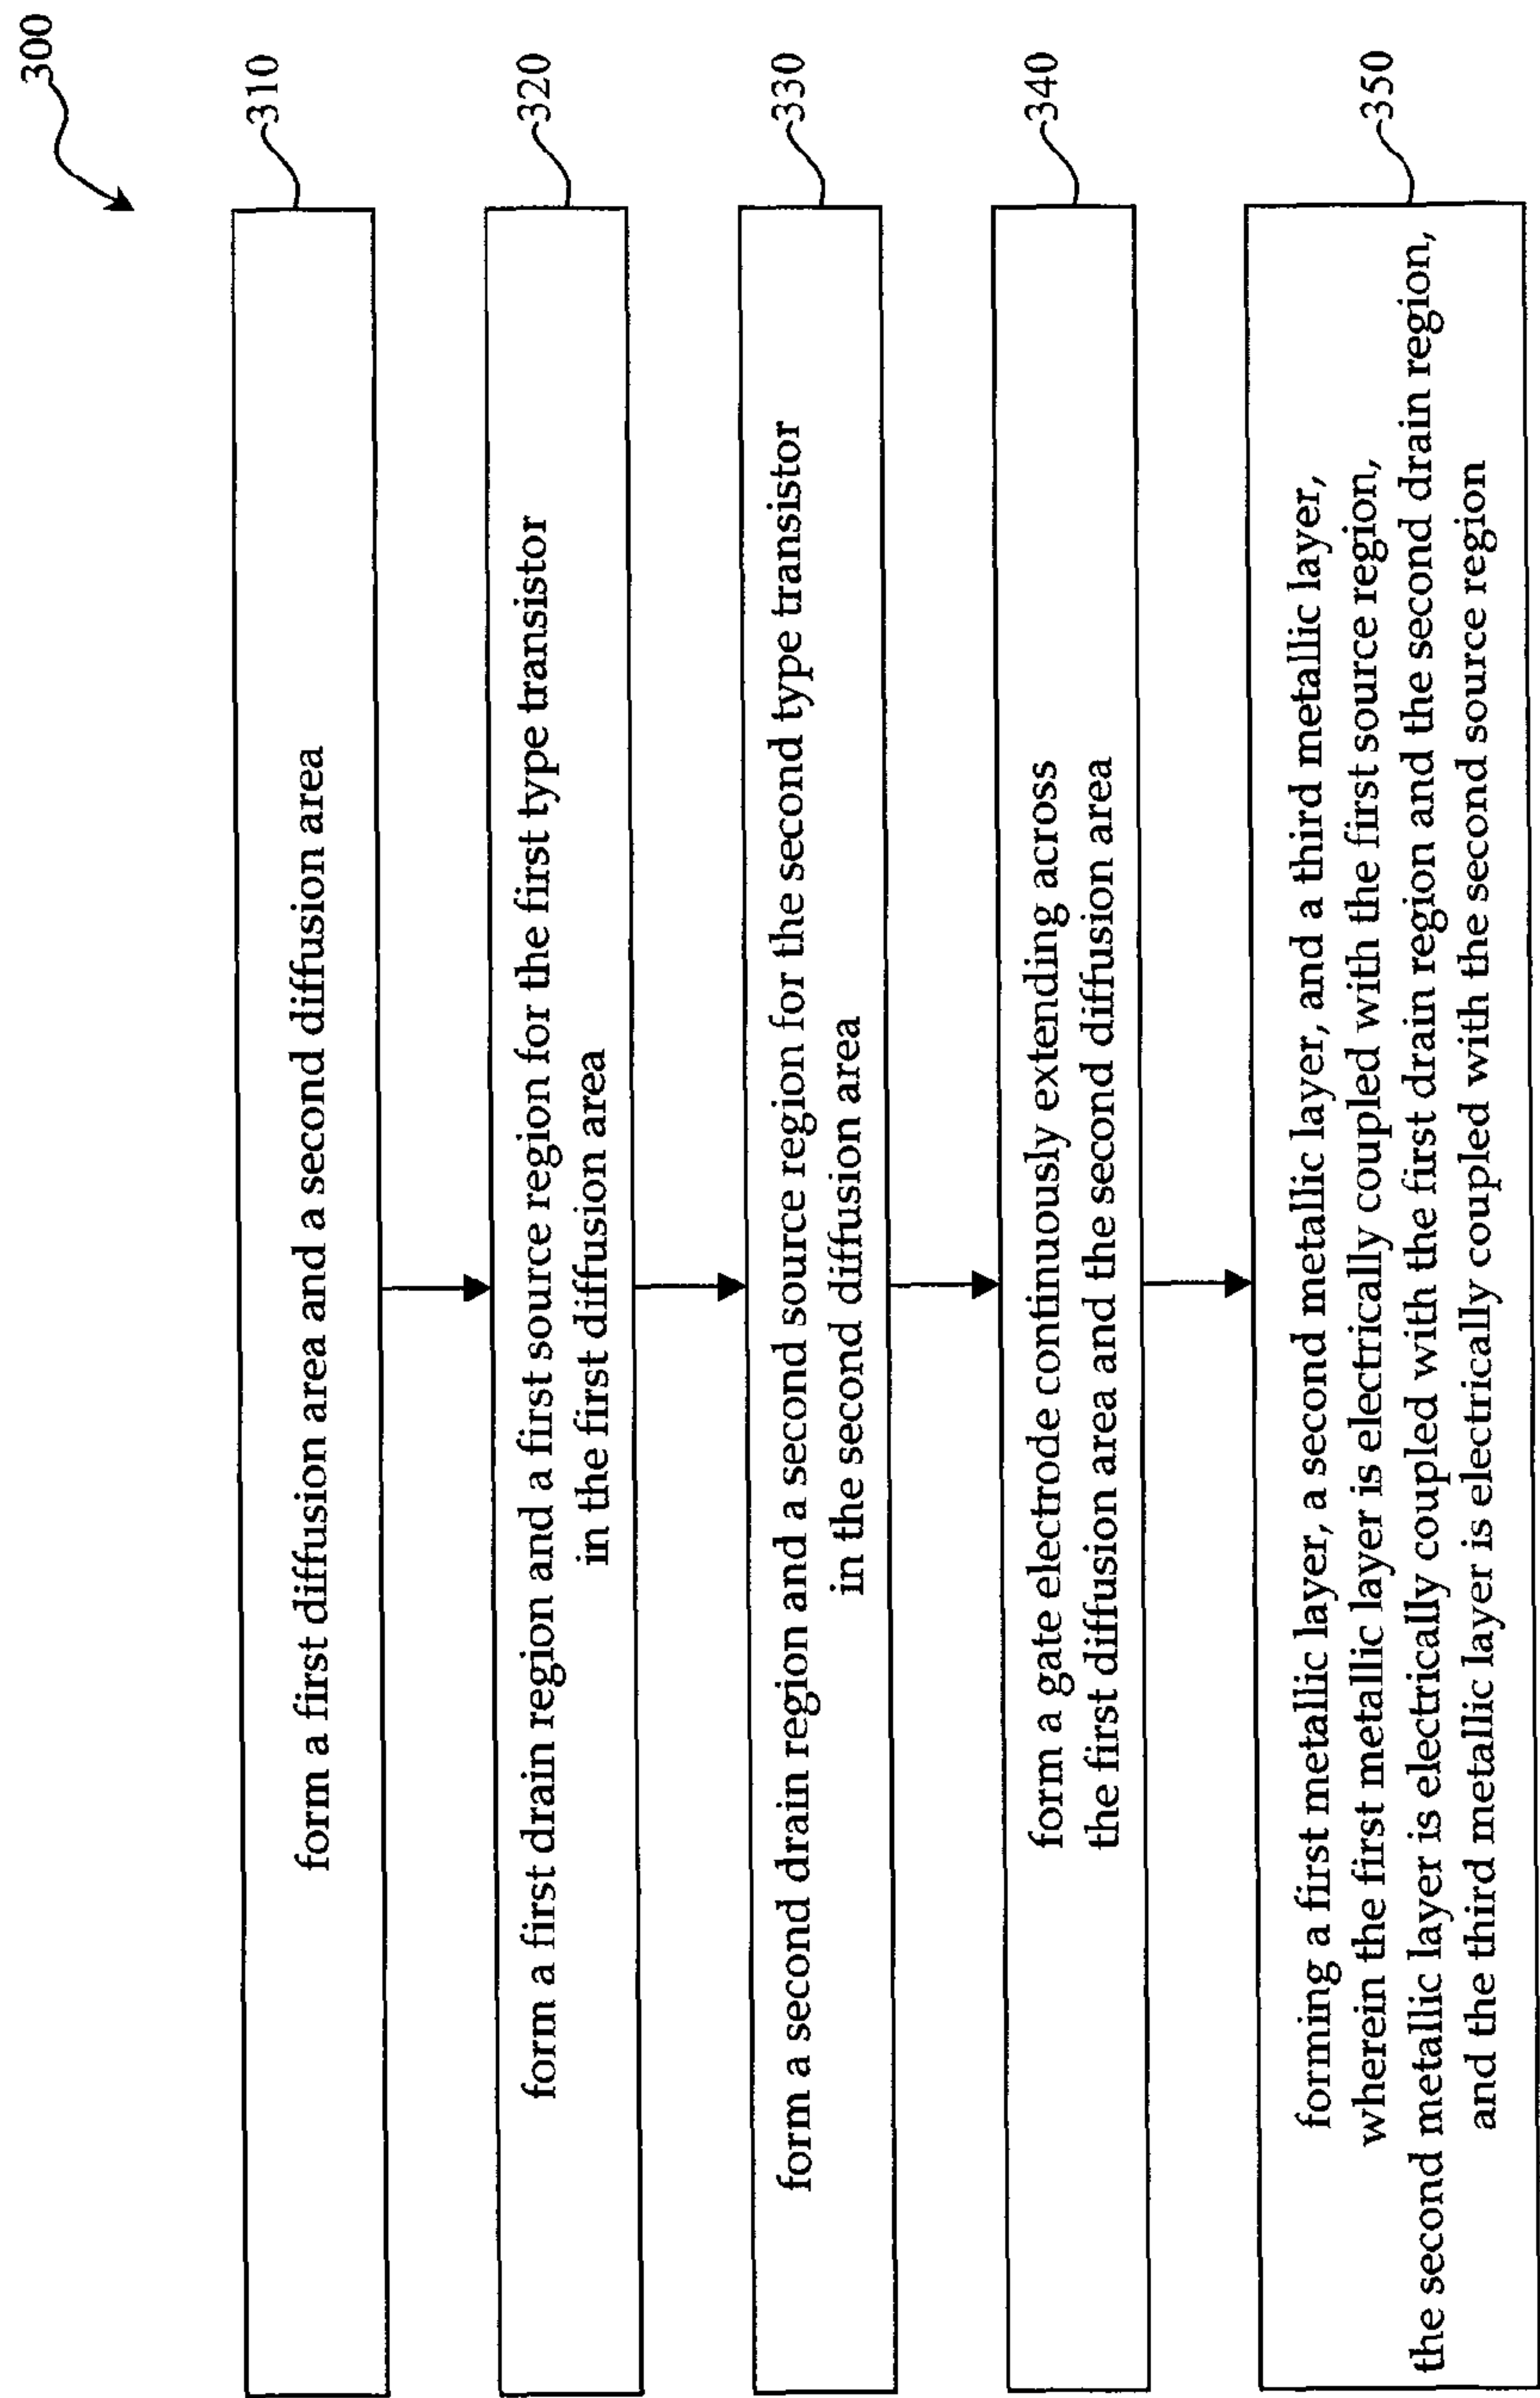 300
310
form a first diffusion area and a second diffusion area
320
form a first drain region and a first source region for the first type transistor
in the first diffusion area
330
form a second drain region and a second source region for the second type transistor
in the second diffusion area
340
form a gate electrode continuously extending across
the first diffusion area and the second diffusion area
350
forming a first metallic layer, a second metallic layer, and a third metallic layer,
wherein the first metallic layer is electrically coupled with the first source region,
the second metallic layer is electrically coupled with the first drain region and the second drain region,
and the third metallic layer is electrically coupled with the second source region